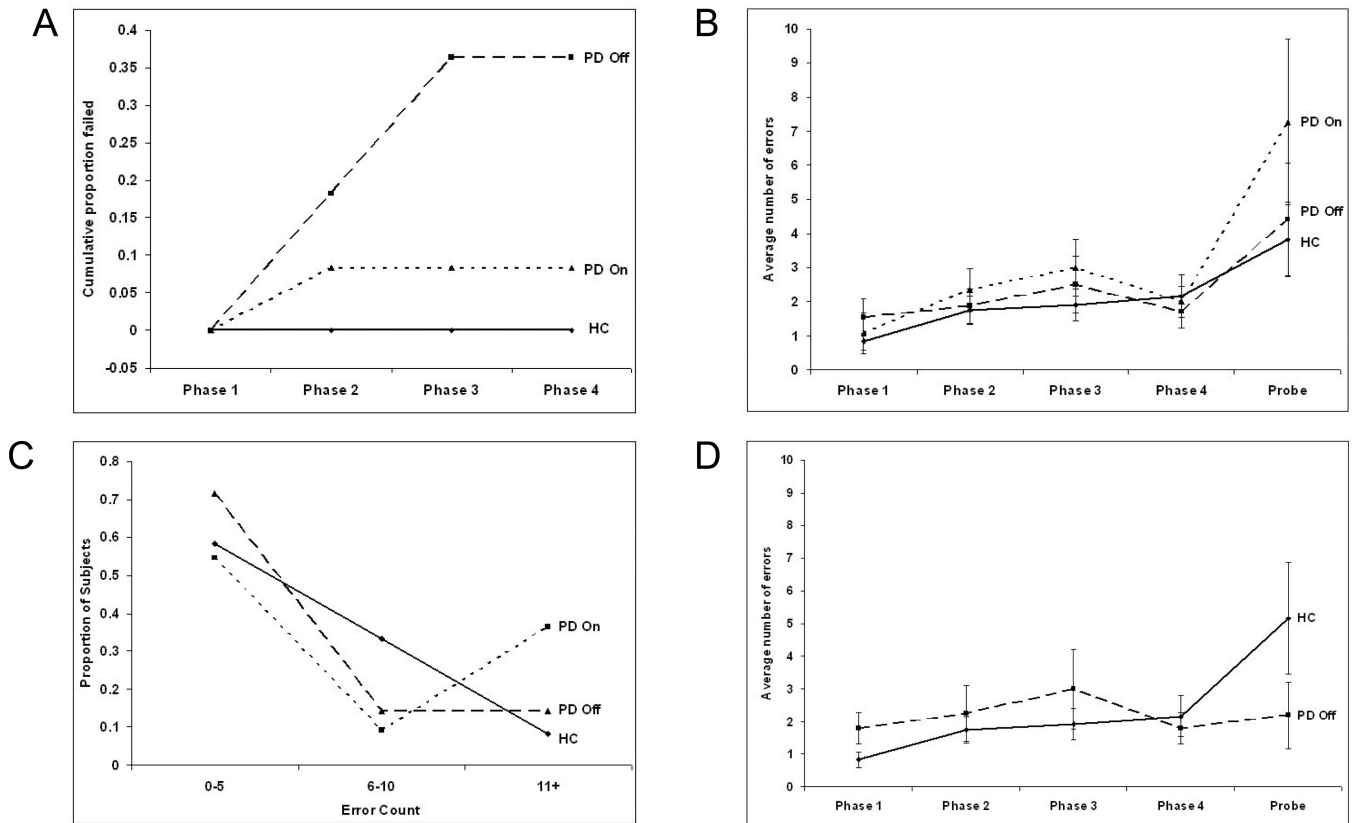 A
0.4
0.35
0.3
0.25
0.2
0.15
0.1
0.05
0
-0.05
Cumulative proportion failed
PD Off
PD On
HC
Phase 1 Phase 2 Phase 3 Phase 4
B
10
9
8
7
6
5
4
3
2
1
0
Average number of errors
PD On
PD Off
HC
Phase 1 Phase 2 Phase 3 Phase 4 Probe
C
0.8
0.7
0.6
0.5
0.4
0.3
0.2
0.1
0
Proportion of Subjects
PD On
PD Off
HC
0-5 6-10 11+
Error Count
D
10
9
8
7
6
5
4
3
2
1
0
Average number of errors
HC
PD Off
Phase 1 Phase 2 Phase 3 Phase 4 Probe